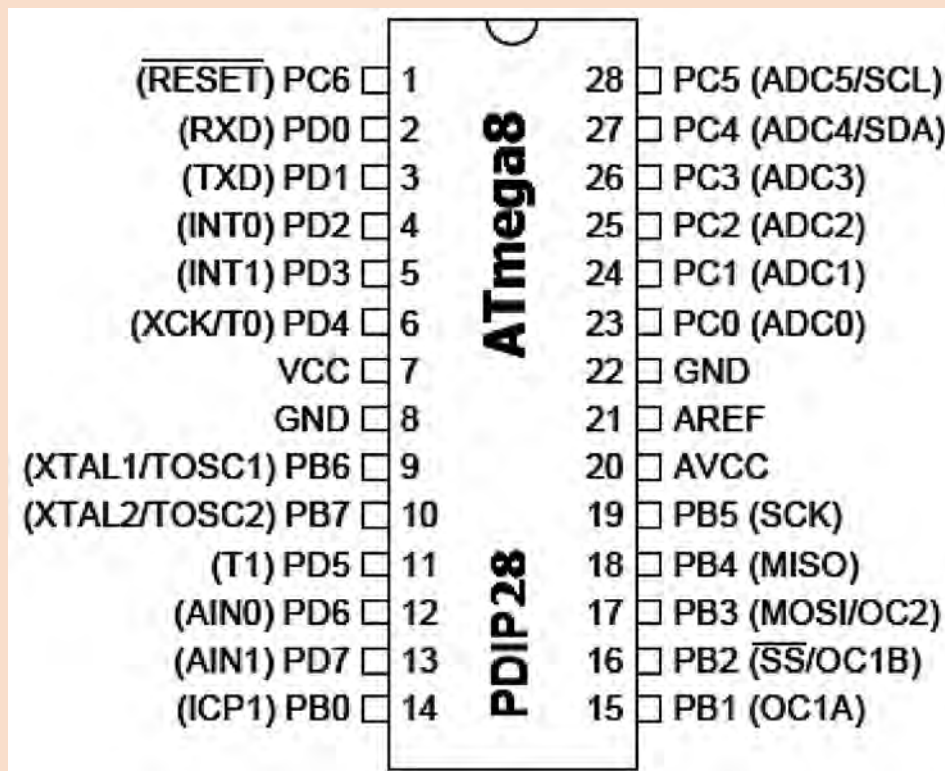 (RESET) PC6 1
(RXD) PD0 2
(TXD) PD1 3
(INT0) PD2 4
(INT1) PD3 5
(XCK/T0) PD4 6
VCC 7
GND 8
(XTAL1/TOSC1) PB6 9
(XTAL2/TOSC2) PB7 10
(T1) PD5 11
(AIN0) PD6 12
(AIN1) PD7 13
(ICP1) PB0 14
ATmega8
PDIP28
28 PC5 (ADC5/SCL)
27 PC4 (ADC4/SDA)
26 PC3 (ADC3)
25 PC2 (ADC2)
24 PC1 (ADC1)
23 PC0 (ADC0)
22 GND
21 AREF
20 AVCC
19 PB5 (SCK)
18 PB4 (MISO)
17 PB3 (MOSI/OC2)
16 PB2 (SS/OC1B)
15 PB1 (OC1A)